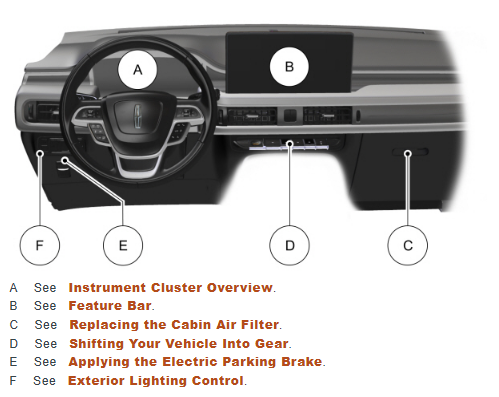 A
B
F
E
D
C
A See Instrument Cluster Overview.
B See Feature Bar.
C See Replacing the Cabin Air Filter.
D See Shifting Your Vehicle Into Gear.
E See Applying the Electric Parking Brake.
F See Exterior Lighting Control.